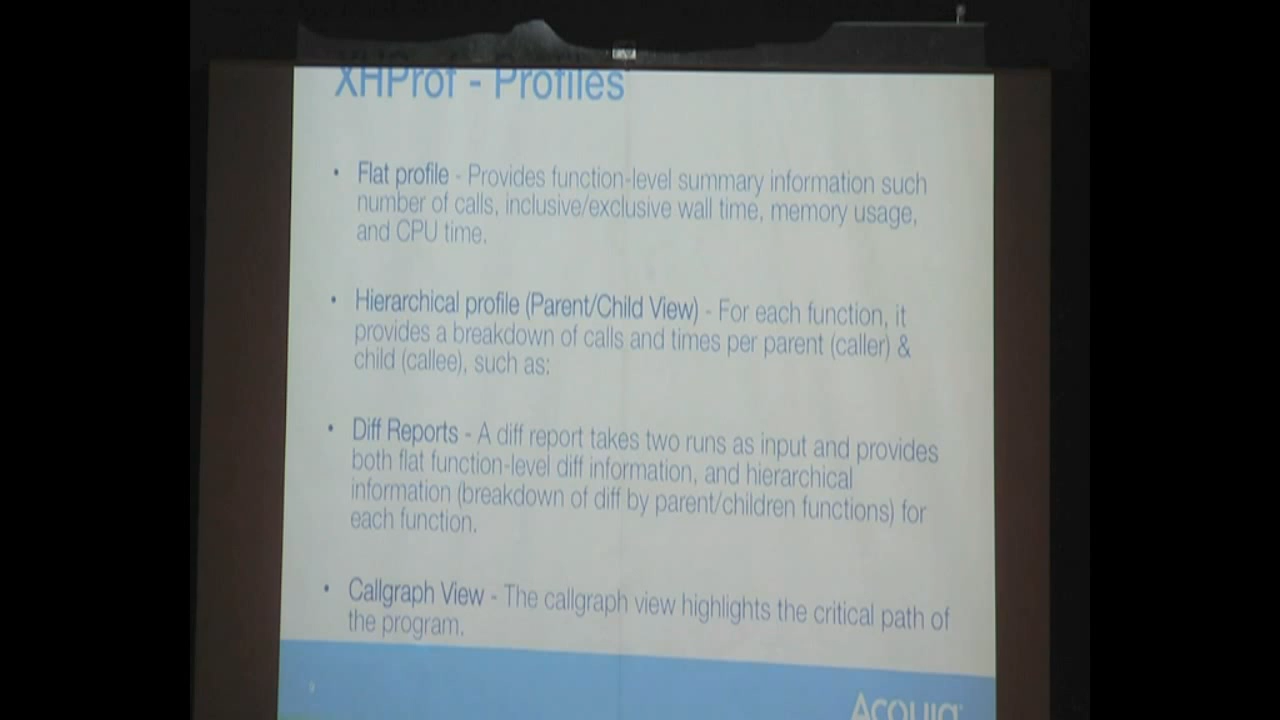 XHProf - Profiles
• Flat profile - Provides function-level summary information such
number of calls, inclusive/exclusive wall time, memory usage,
and CPU time.
• Hierarchical profile (Parent/Child View) - For each function, it
provides a breakdown of calls and times per parent (caller) &
child (callee), such as:
• Diff Reports - A diff report takes two runs as input and provides
both flat function-level diff information, and hierarchical
information (breakdown of diff by parent/children functions) for
each function.
• Callgraph View - The callgraph view highlights the critical path of
the program.
9
Acquia